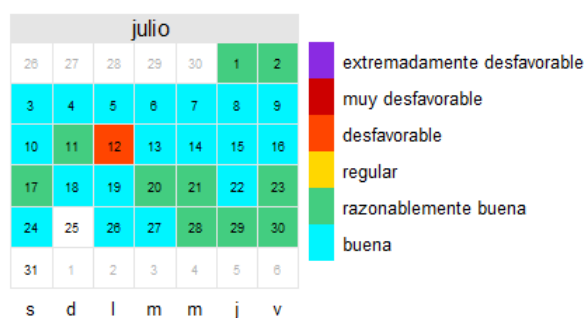 julio
26 27 28 29 30 1 2
3 4 5 6 7 8 9
10 11 12 13 14 15 16
17 18 19 20 21 22 23
24 25 26 27 28 29 30
31 1 2 3 4 5 6
s d l m m j v
extremadamente desfavorable
muy desfavorable
desfavorable
regular
razonablemente buena
buena